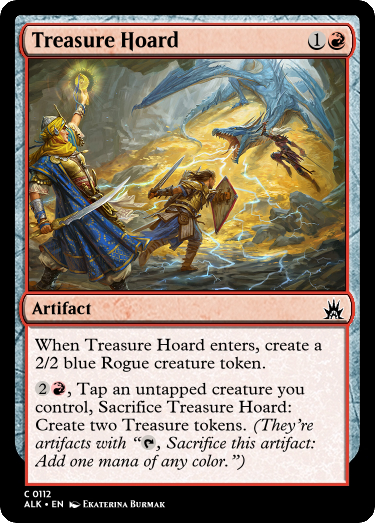 Treasure Hoard 1
Artifact
When Treasure Hoard enters, create a
2/2 blue Rogue creature token.
2, Tap an untapped creature you
control, Sacrifice Treasure Hoard:
Create two Treasure tokens. (They're
artifacts with “, Sacrifice this artifact:
Add one mana of any color.”)
C 0112
ALK • EN Ekaterina Burmak